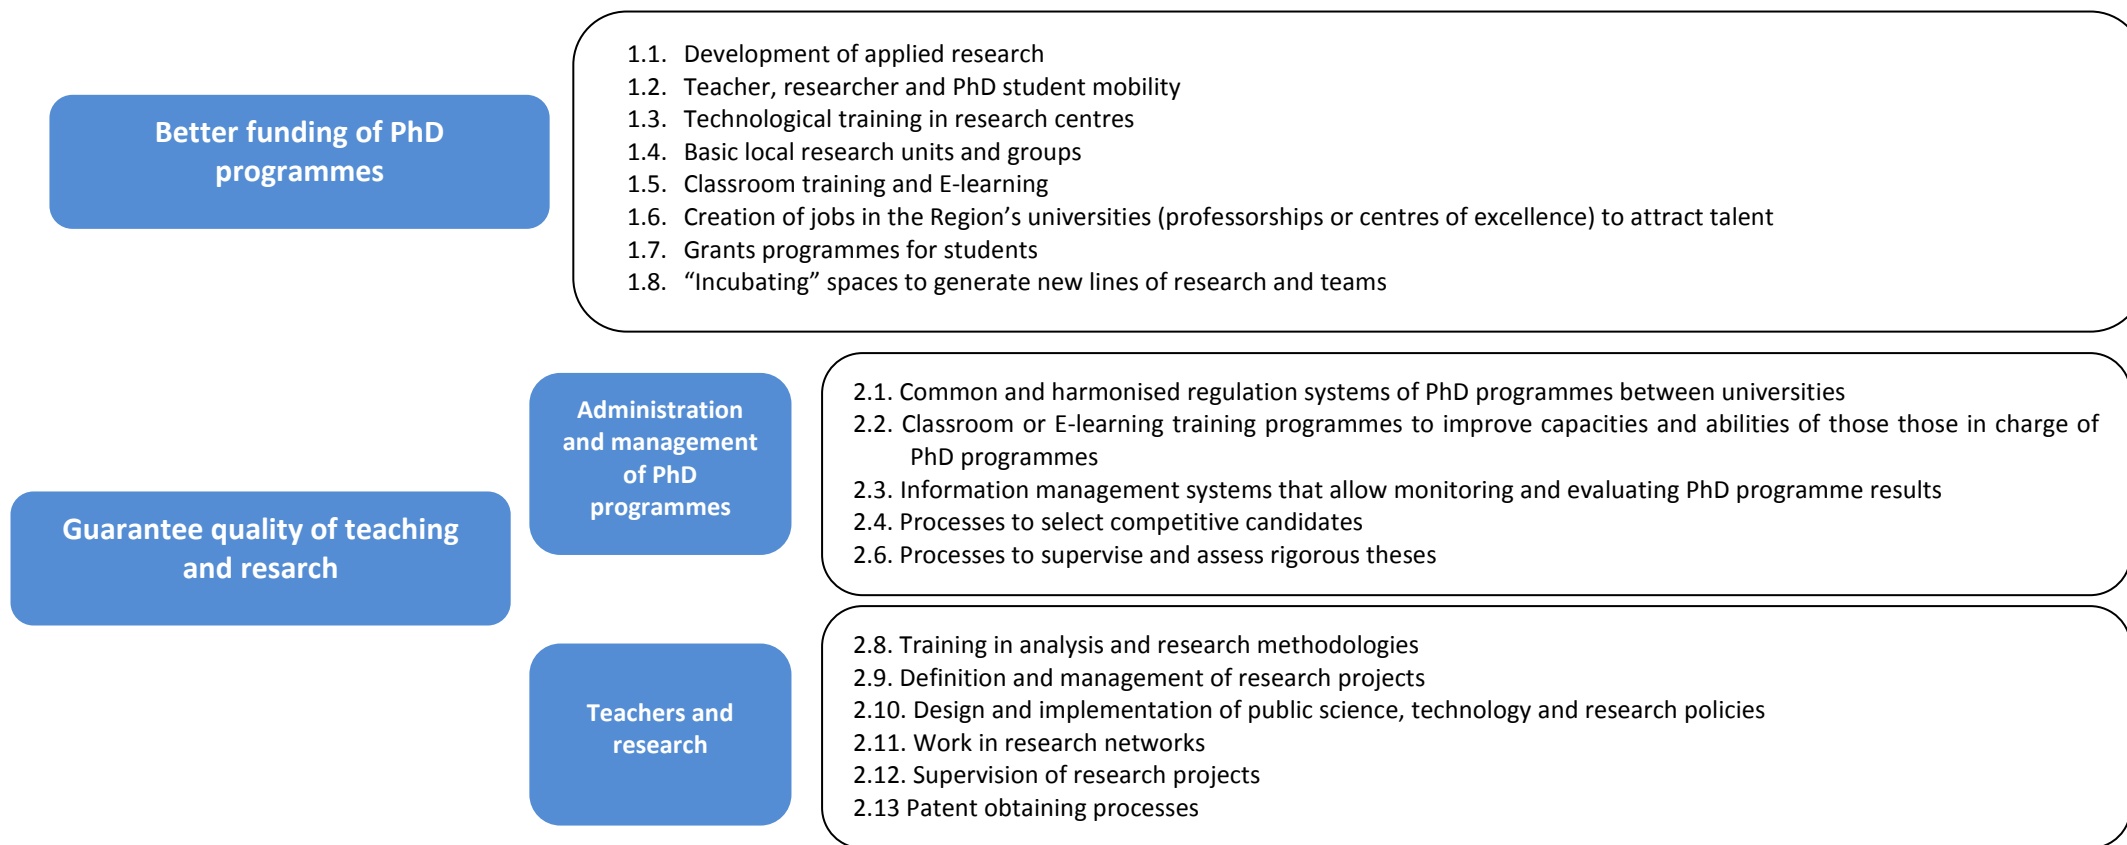 Better funding of PhD
programmes
1.1. Development of applied research
1.2. Teacher, researcher and PhD student mobility
1.3. Technological training in research centres
1.4. Basic local research units and groups
1.5. Classroom training and E-learning
1.6. Creation of jobs in the Region’s universities (professorships or centres of excellence) to attract talent
1.7. Grants programmes for students
1.8. “Incubating” spaces to generate new lines of research and teams
Guarantee quality of teaching
and resarch
Administration
and management
of PhD
programmes
2.1. Common and harmonised regulation systems of PhD programmes between universities
2.2. Classroom or E-learning training programmes to improve capacities and abilities of those those in charge of
PhD programmes
2.3. Information management systems that allow monitoring and evaluating PhD programme results
2.4. Processes to select competitive candidates
2.6. Processes to supervise and assess rigorous theses
Teachers and
research
2.8. Training in analysis and research methodologies
2.9. Definition and management of research projects
2.10. Design and implementation of public science, technology and research policies
2.11. Work in research networks
2.12. Supervision of research projects
2.13 Patent obtaining processes